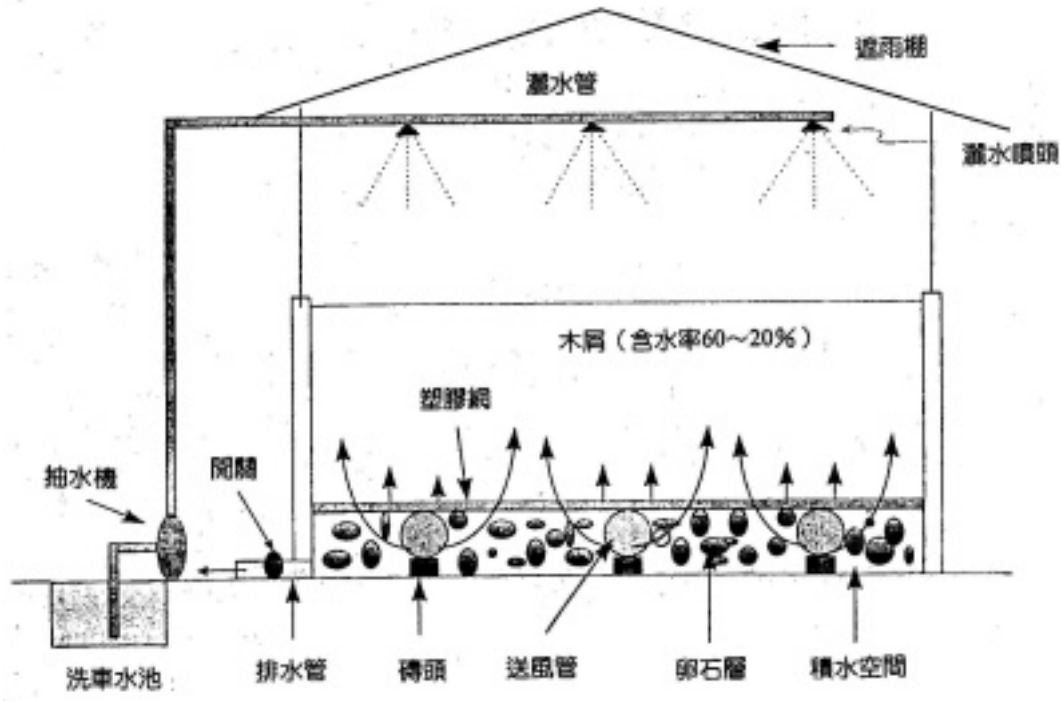 遮雨棚
灑水管
灑水噴頭
木屑（含水率60～20%）
塑膠網
抽水機
開關
洗車水池
排水管
磚頭
送風管
卵石層
積水空間